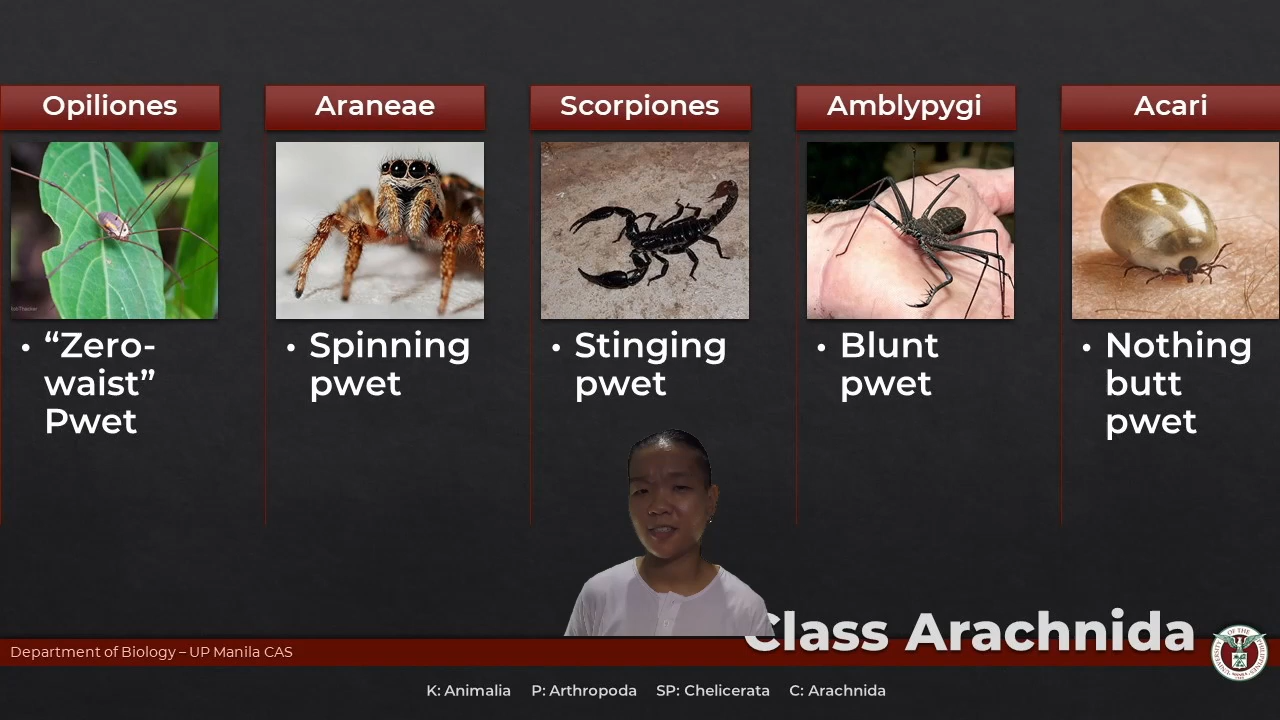 Opiliones
Araneae
Scorpiones
Amblypygi
Acari
• “Zero-
waist”
Pwet
• Spinning
pwet
• Stinging
pwet
• Blunt
pwet
• Nothing
butt
pwet
Class Arachnida
Department of Biology – UP Manila CAS
K: Animalia P: Arthropoda SP: Chelicerata C: Arachnida